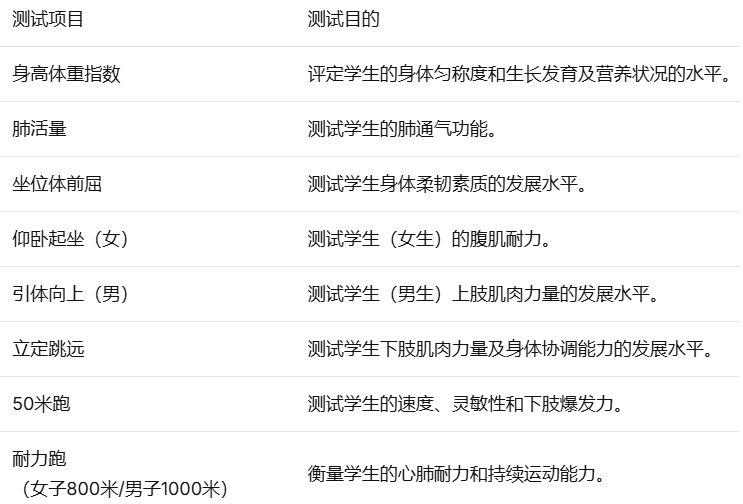 测试项目 测试目的
身高体重指数 评定学生的身体匀称度和生长发育及营养状况的水平。
肺活量 测试学生的肺通气功能。
坐位体前屈 测试学生身体柔韧素质的发展水平。
仰卧起坐（女） 测试学生（女生）的腹肌耐力。
引体向上（男） 测试学生（男生）上肢肌肉力量的发展水平。
立定跳远 测试学生下肢肌肉力量及身体协调能力的发展水平。
50米跑 测试学生的速度、灵敏性和下肢爆发力。
耐力跑
（女子800米/男子1000米） 衡量学生的心肺耐力和持续运动能力。